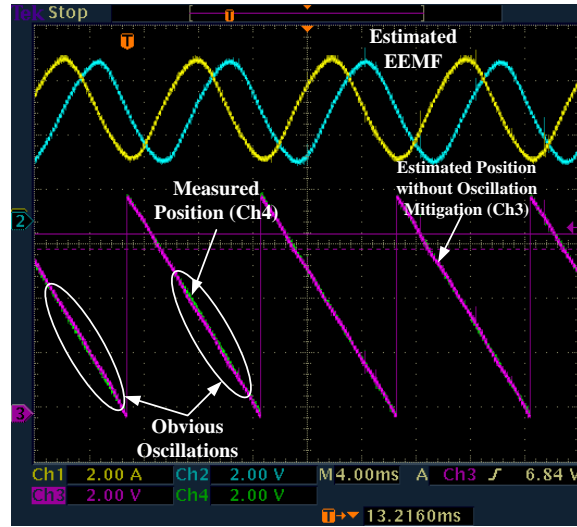 Tek Stop
T
T
Estimated
EEMF
Measured
Position (Ch4)
Estimated Position
without Oscillation
Mitigation (Ch3)
2
3
Obvious
Oscillations
Ch1 2.00 A Ch2 2.00 V M 4.00ms A Ch3 6.84 V
Ch3 2.00 V Ch4 2.00 V
T 13.2160ms